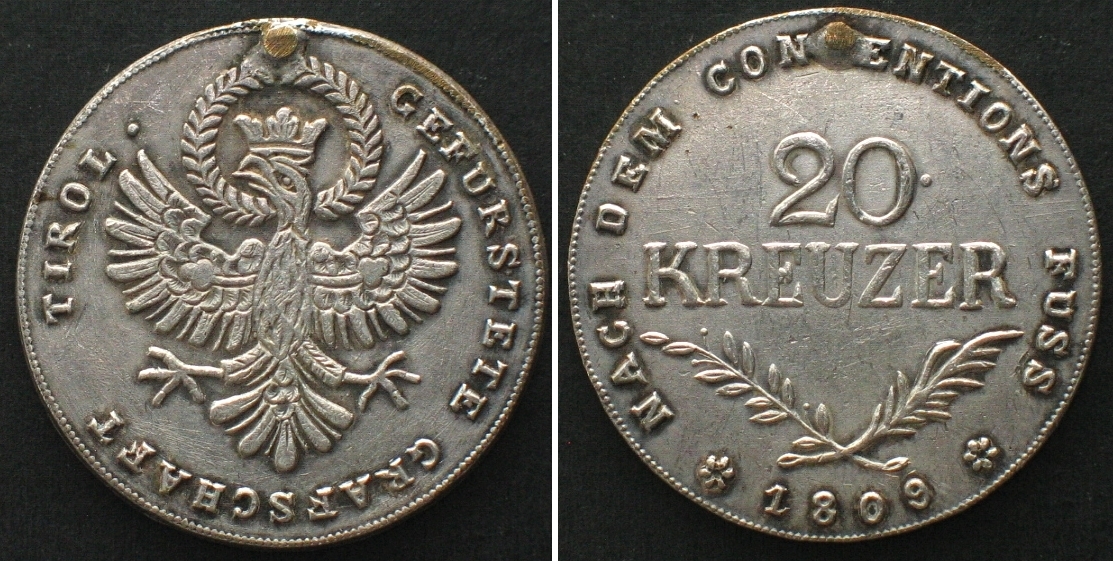 GEFURSTETE GRAFSCHAFT TIROL.
NACH DEM CONVENTIONS FUSS
20.
KREUZER
1809